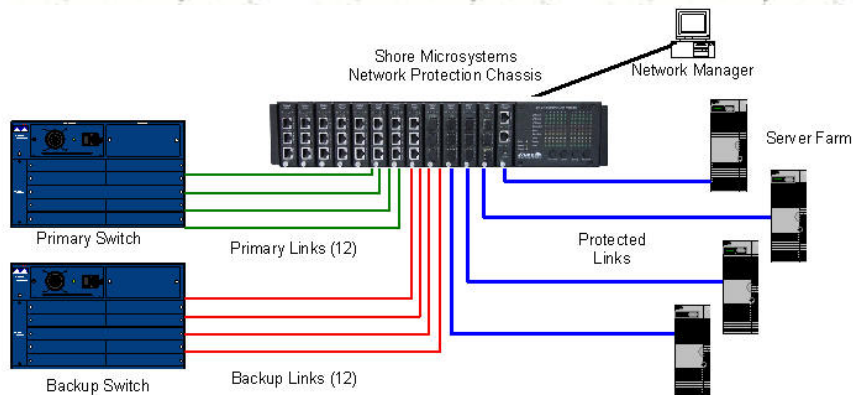 Shore Microsystems
Network Protection Chassis
Network Manager
Server Farm
Primary Switch
Primary Links (12)
Protected
Links
Backup Switch
Backup Links (12)